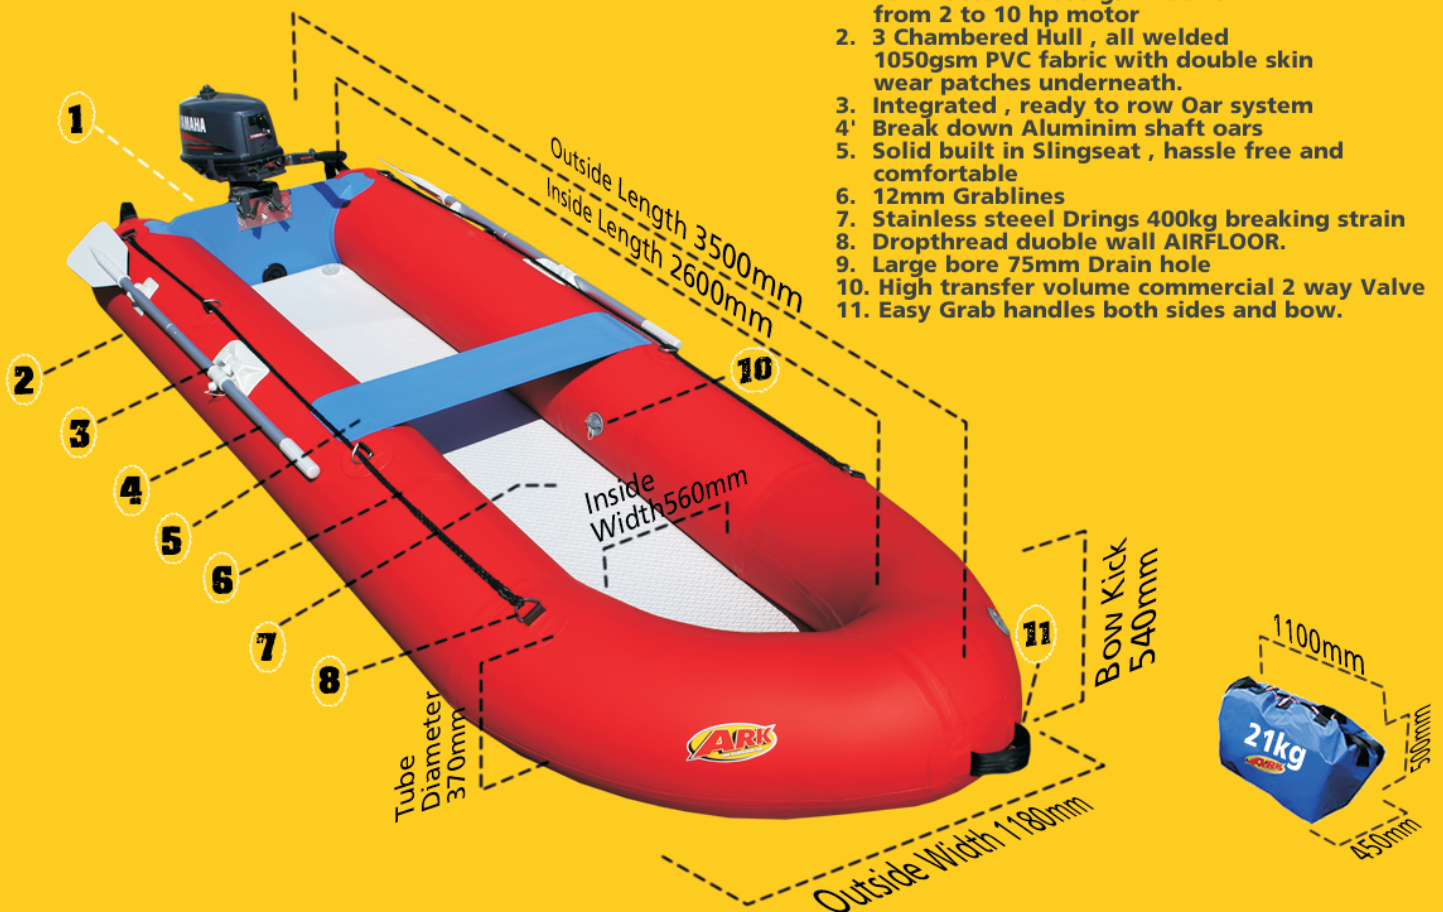 from 2 to 10 hp motor
2. 3 Chambered Hull , all welded
1050gsm PVC fabric with double skin
wear patches underneath.
3. Integrated , ready to row Oar system
4' Break down Aluminim shaft oars
5. Solid built in Slingseat , hassle free and
comfortable
6. 12mm Grablines
7. Stainless steeel Drings 400kg breaking strain
8. Dropthread duoble wall AIRFLOOR.
9. Large bore 75mm Drain hole
10. High transfer volume commercial 2 way Valve
11. Easy Grab handles both sides and bow.
1
AMAHA
Outside Length 3500mm
Inside Length 2600mm
2
3
4
5
6
7
8
10
11
Inside
Width560mm
Bow Kick
540mm
Tube
Diameter
370mm
ARK
Outside Width 1180mm
1100mm
21kg
ARK
500mm
450mm